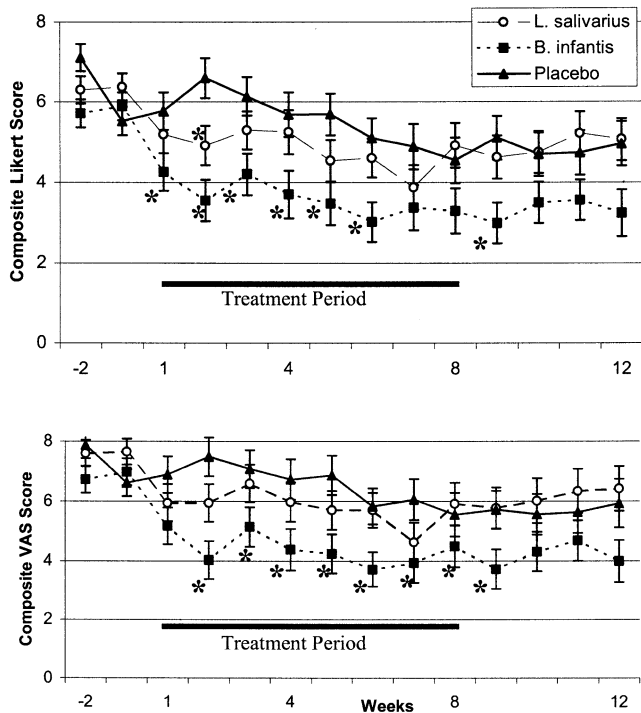 L. salivarius
B. infantis
Placebo
Composite Likert Score
8
6
4
2
0
* * * * * * * * *
Treatment Period
-2 1 4 8 12
Composite VAS Score
8
6
4
2
0
* * * * * * * *
Treatment Period
-2 1 4 Weeks 8 12